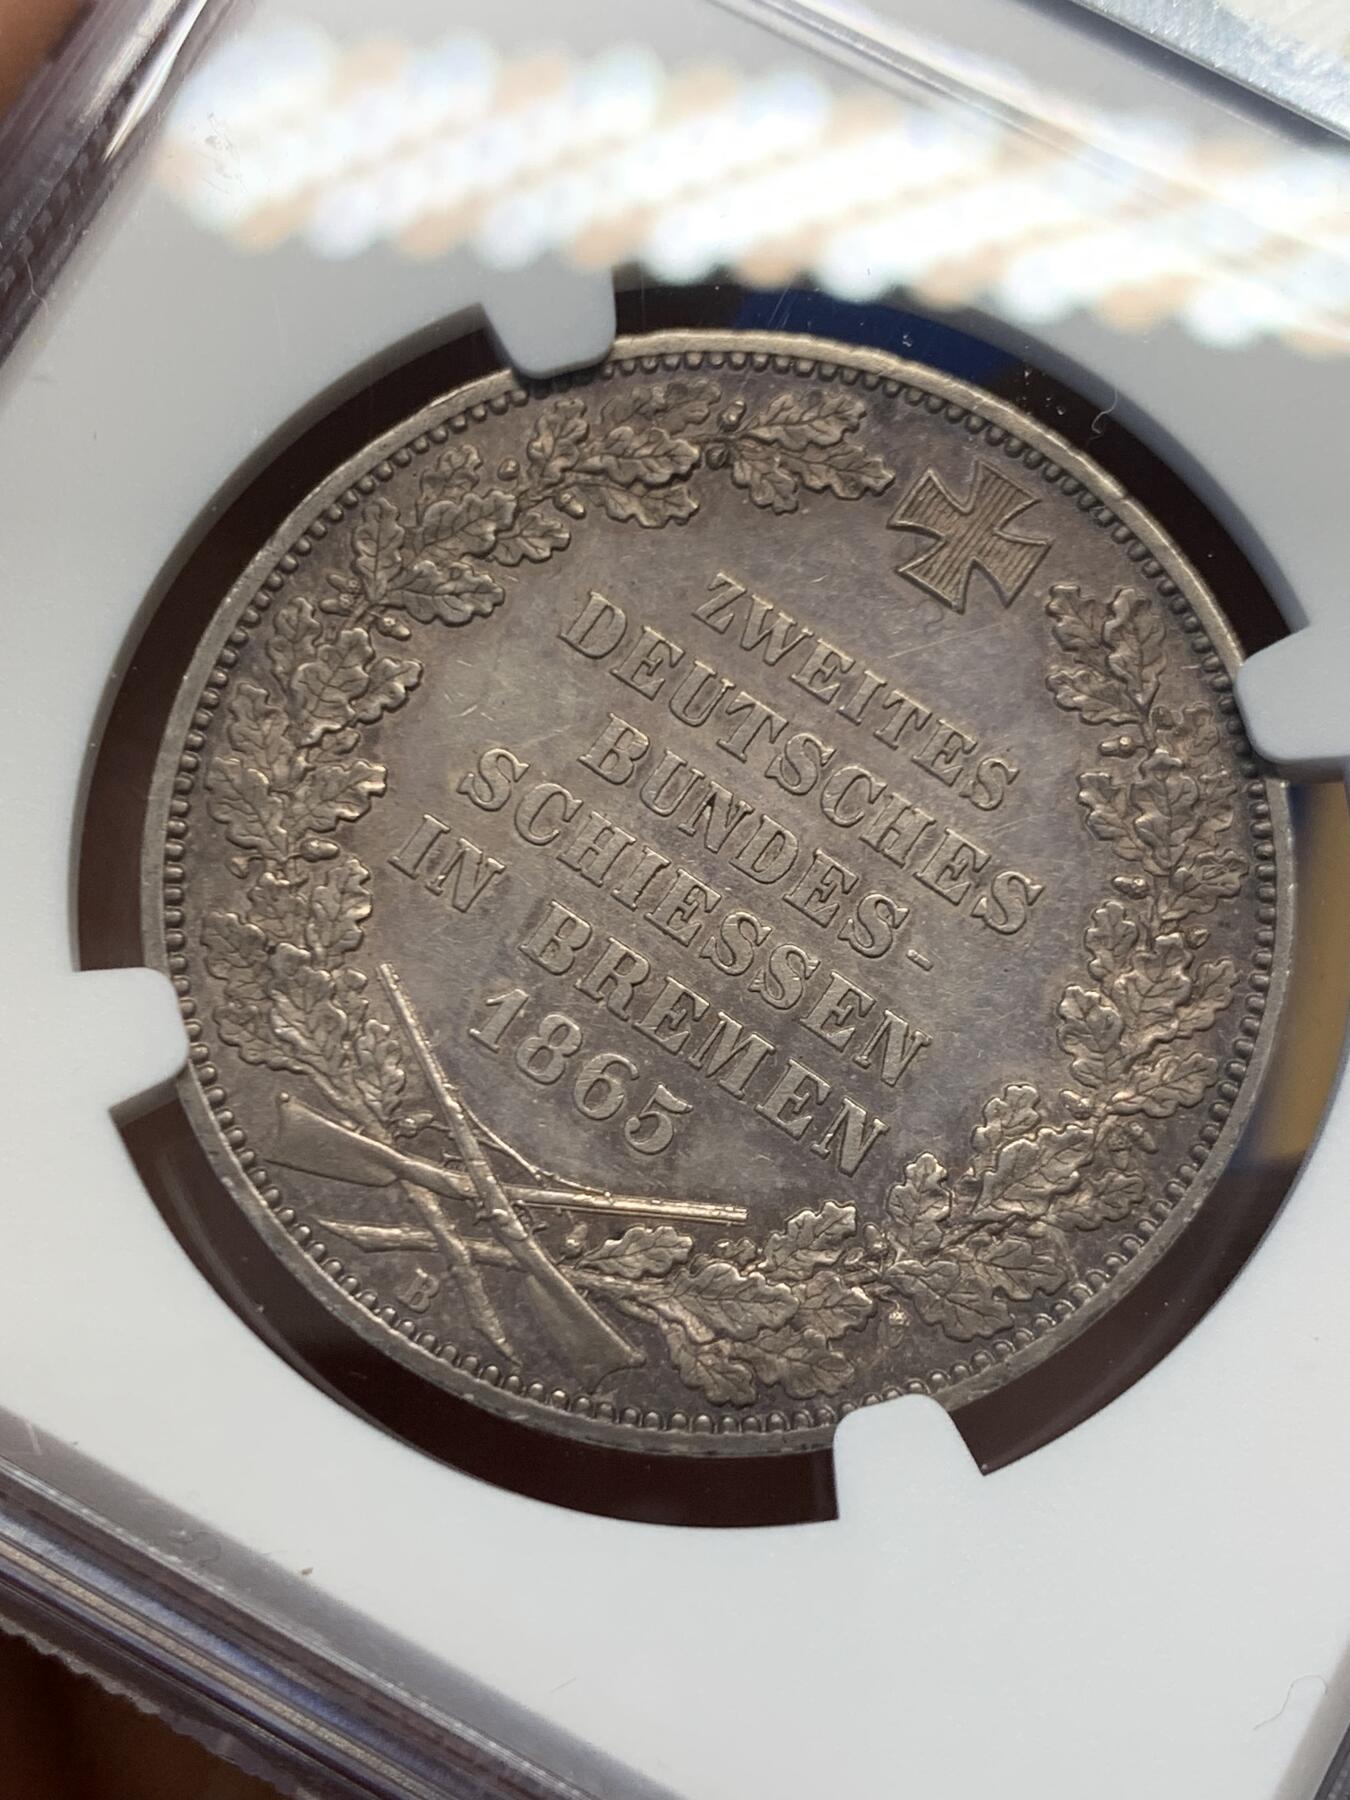 ZWEITES
DEUTSCHES
BUNDES-
SCHIESSEN
IN BREMEN
1865
B